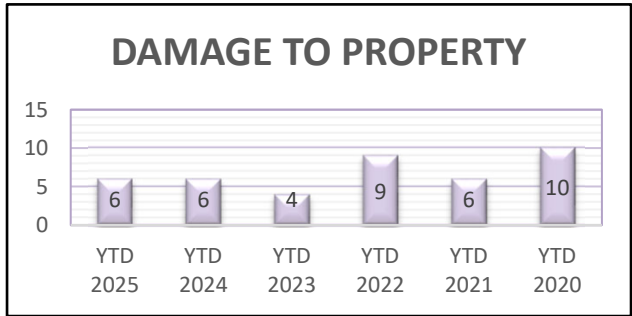 DAMAGE TO PROPERTY
15
10
5
0
6 6 4 9 6 10
YTD YTD YTD YTD YTD YTD
2025 2024 2023 2022 2021 2020